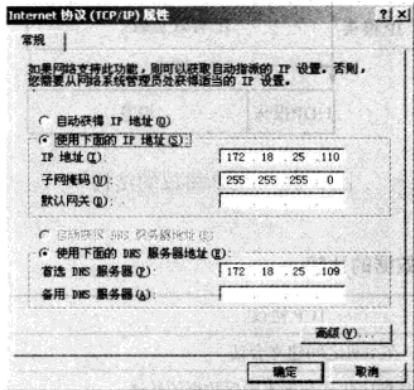 Internet 协议 (TCP/IP) 属性
常规
如果网络支持此功能，则可以获取自动指派的 IP 设置。否则，
您需要从网络系统管理员处获得适当的 IP 设置。
自动获得 IP 地址(O)
使用下面的 IP 地址(S):
IP 地址(I): 172 .18 .25 .110
子网掩码(U): 255 .255 .255 .0
默认网关(D):
使用下面的 DNS 服务器地址(E):
首选 DNS 服务器(P): 172 .18 .25 .109
备用 DNS 服务器(A):
高级(V)...
确定 取消